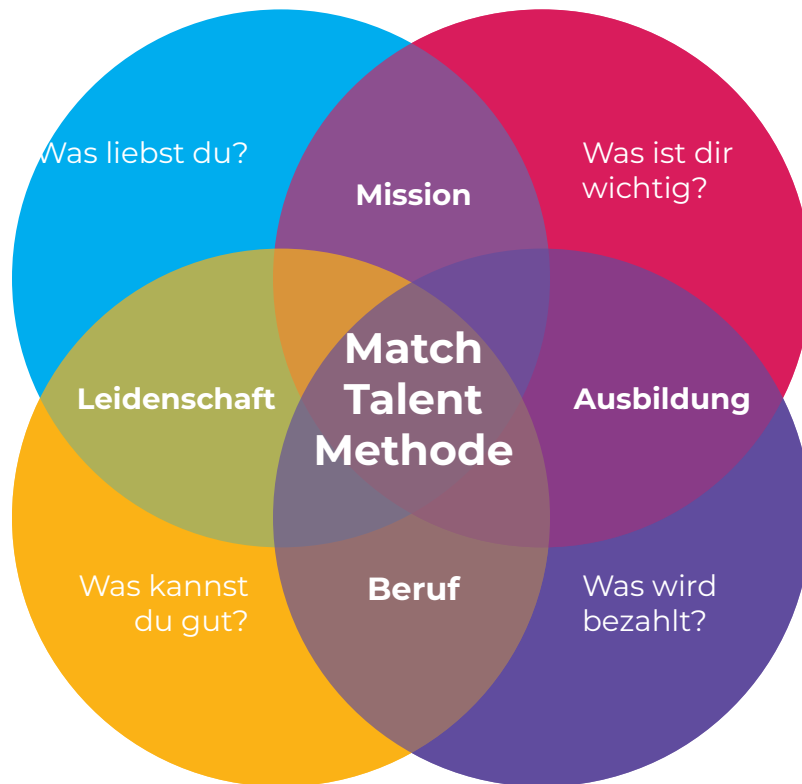 Was liebst du?
Was ist dir
wichtig?
Mission
Match
Talent
Methode
Leidenschaft
Ausbildung
Was kannst
du gut?
Beruf
Was wird
bezahlt?